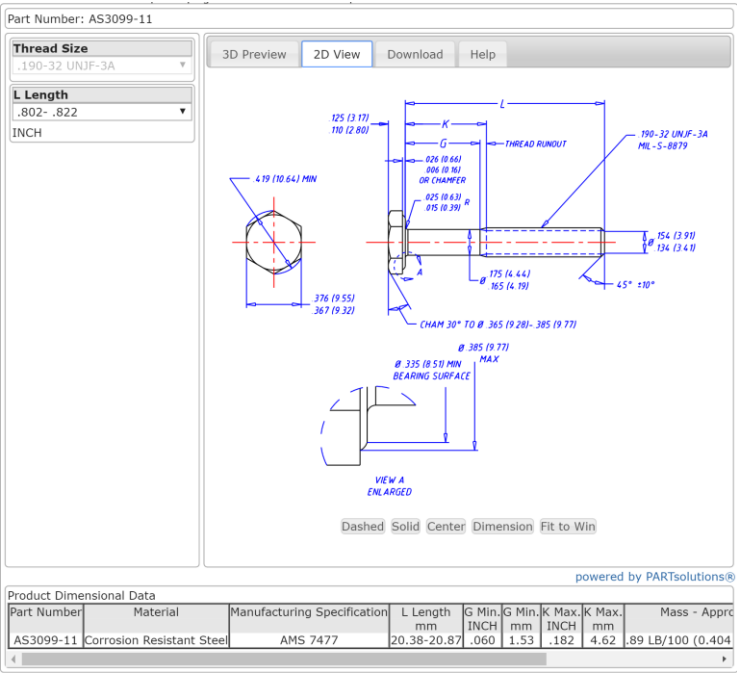 Part Number: AS3099-11
Thread Size
.190-32 UNJF-3A
L Length
.802- .822
INCH
3D Preview 2D View Download Help
L
125 (3.17)
110 (2.80)
K
G
THREAD RUNOUT
.190-32 UNJF-3A
MIL-S-8879
.026 (0.66)
.006 (0.16)
OR CHAMFER
.419 (10.64) MIN
.025 (0.63) R
.015 (0.39)
Ø .154 (3.91)
.134 (3.41)
A
Ø .175 (4.44)
.165 (4.19)
45° ±10°
.376 (9.55)
.367 (9.32)
CHAM 30° TO Ø .365 (9.28)-.385 (9.77)
Ø .385 (9.77)
MAX
Ø .335 (8.51) MIN
BEARING SURFACE
VIEW A
ENLARGED
Dashed Solid Center Dimension Fit to Win
powered by PARTsolutions®
Product Dimensional Data
Part Number Material Manufacturing Specification L Length mm G Min. INCH G Min. mm K Max. INCH K Max. mm Mass - Appro
AS3099-11 Corrosion Resistant Steel AMS 7477 20.38-20.87 .060 1.53 .182 4.62 .89 LB/100 (0.404